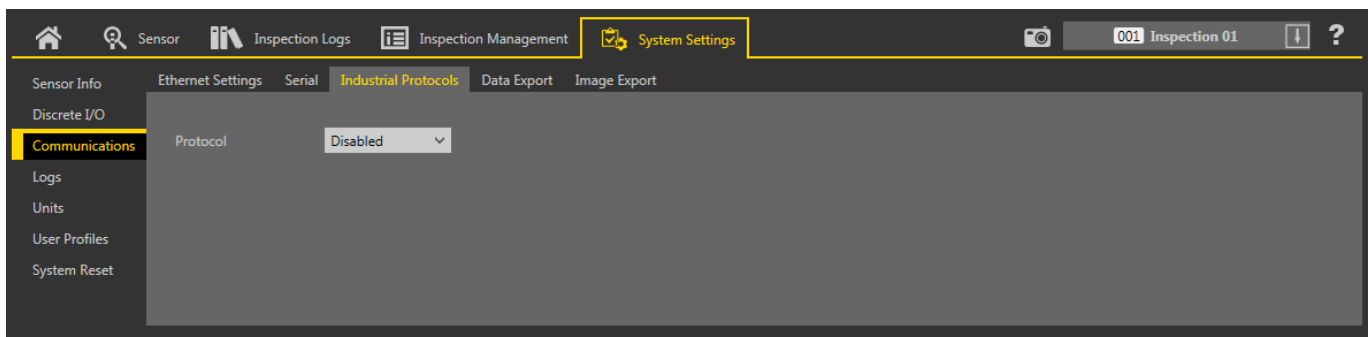 Sensor Inspection Logs Inspection Management System Settings 001 Inspection 01 ?
Sensor Info
Discrete I/O
Communications
Logs
Units
User Profiles
System Reset
Ethernet Settings Serial Industrial Protocols Data Export Image Export
Protocol Disabled